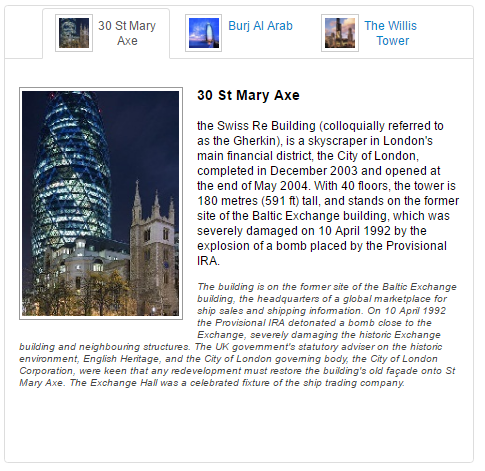 30 St Mary
Axe
Burj Al Arab
The Willis
Tower
30 St Mary Axe
the Swiss Re Building (colloquially referred to
as the Gherkin), is a skyscraper in London's
main financial district, the City of London,
completed in December 2003 and opened at
the end of May 2004. With 40 floors, the tower is
180 metres (591 ft) tall, and stands on the former
site of the Baltic Exchange building, which was
severely damaged on 10 April 1992 by the
explosion of a bomb placed by the Provisional
IRA.
The building is on the former site of the Baltic Exchange
building, the headquarters of a global marketplace for
ship sales and shipping information. On 10 April 1992
the Provisional IRA detonated a bomb close to the
Exchange, severely damaging the historic Exchange
building and neighbouring structures. The UK government's statutory adviser on the historic
environment, English Heritage, and the City of London governing body, the City of London
Corporation, were keen that any redevelopment must restore the building's old façade onto St
Mary Axe. The Exchange Hall was a celebrated fixture of the ship trading company.